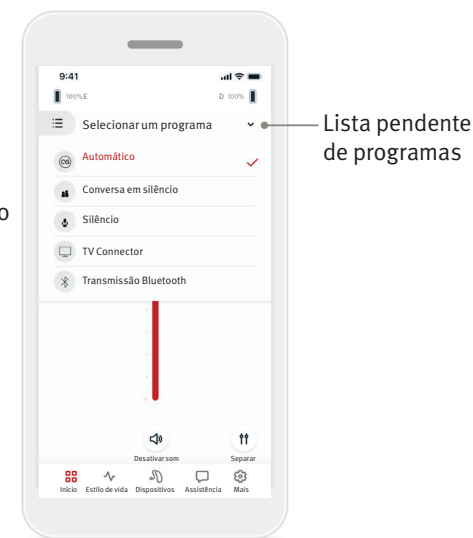 9:41
100% E
D 100%
Selecionar um programa
Lista pendente
de programas
Automático
Conversa em silêncio
o
Silêncio
TV Connector
Transmissão Bluetooth
Desativar som
Separar
Início
Estilo de vida
Dispositivos
Assistência
Mais